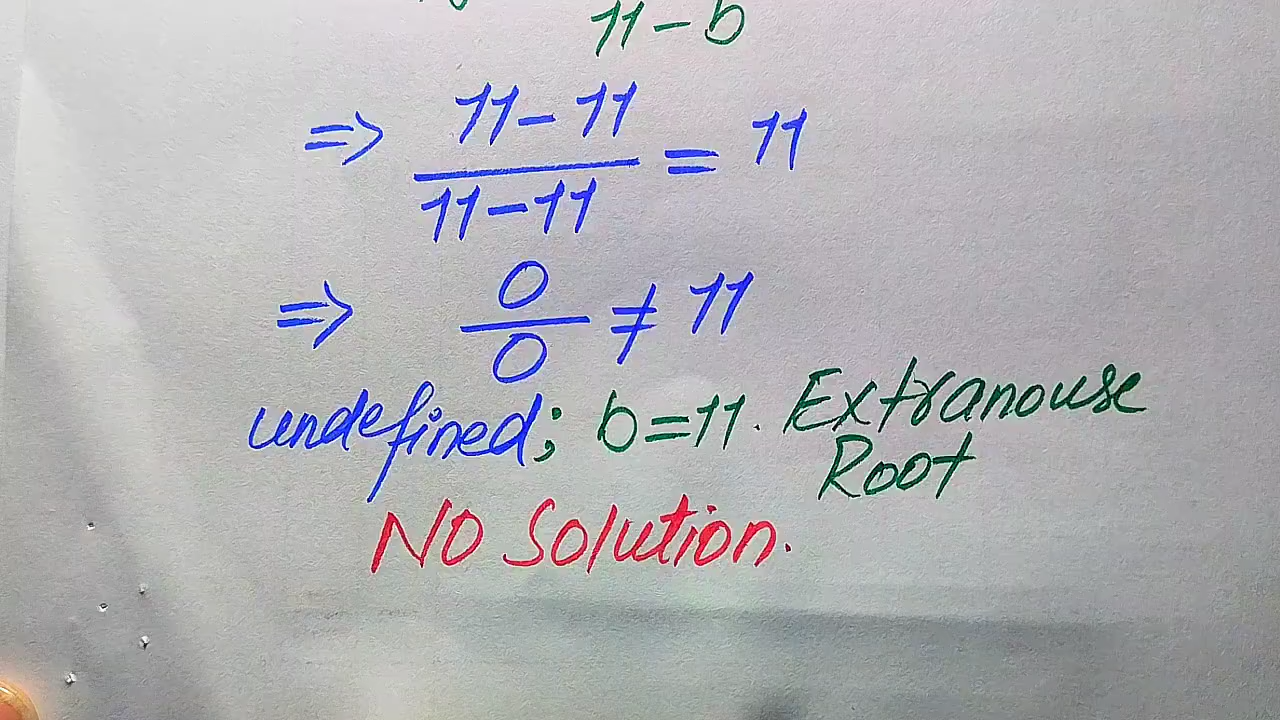 11-b
=> 11-11 = 11
11-11
=> 0 ≠ 11
0
undefined; b=11. Extranouse
Root
NO Solution.